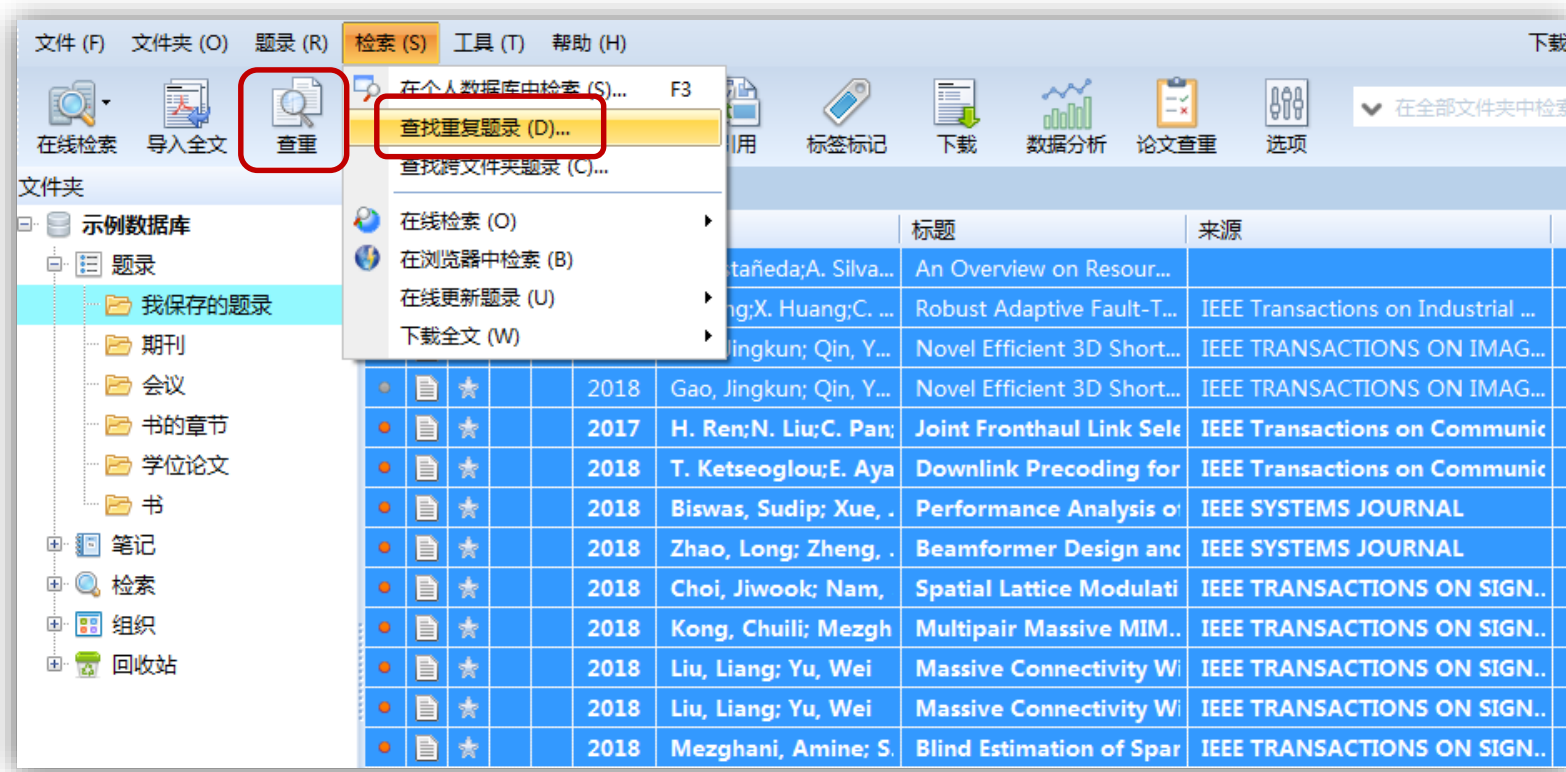 文件 (F) 文件夹 (O) 题录 (R) 检索 (S) 工具 (T) 帮助 (H) 下载
在线检索 导入全文 查重 引用 标签标记 下载 数据分析 论文查重 选项 在全部文件夹中检索
在个人数据库中检索 (S)... F3
查找重复题录 (D)...
查找跨文件夹题录 (C)...
在线检索 (O)
在浏览器中检索 (B)
在线更新题录 (U)
下载全文 (W)
文件夹
示例数据库
题录
我保存的题录
期刊
会议
书的章节
学位论文
书
笔记
检索
组织
回收站
标题 来源
tañeda;A. Silva... An Overview on Resour...
ng;X. Huang;C. ... Robust Adaptive Fault-T... IEEE Transactions on Industrial ...
Jingkun; Qin, Y... Novel Efficient 3D Short... IEEE TRANSACTIONS ON IMAG...
2018 Gao, Jingkun; Qin, Y... Novel Efficient 3D Short... IEEE TRANSACTIONS ON IMAG...
2017 H. Ren;N. Liu;C. Pan; Joint Fronthaul Link Sele IEEE Transactions on Communic
2018 T. Ketseoglou;E. Aya Downlink Precoding for IEEE Transactions on Communic
2018 Biswas, Sudip; Xue, . Performance Analysis of IEEE SYSTEMS JOURNAL
2018 Zhao, Long; Zheng, . Beamformer Design and IEEE SYSTEMS JOURNAL
2018 Choi, Jiwook; Nam, Spatial Lattice Modulati IEEE TRANSACTIONS ON SIGN..
2018 Kong, Chuili; Mezgh Multipair Massive MIM.. IEEE TRANSACTIONS ON SIGN..
2018 Liu, Liang; Yu, Wei Massive Connectivity Wi IEEE TRANSACTIONS ON SIGN..
2018 Liu, Liang; Yu, Wei Massive Connectivity Wi IEEE TRANSACTIONS ON SIGN..
2018 Mezghani, Amine; S. Blind Estimation of Spar IEEE TRANSACTIONS ON SIGN..